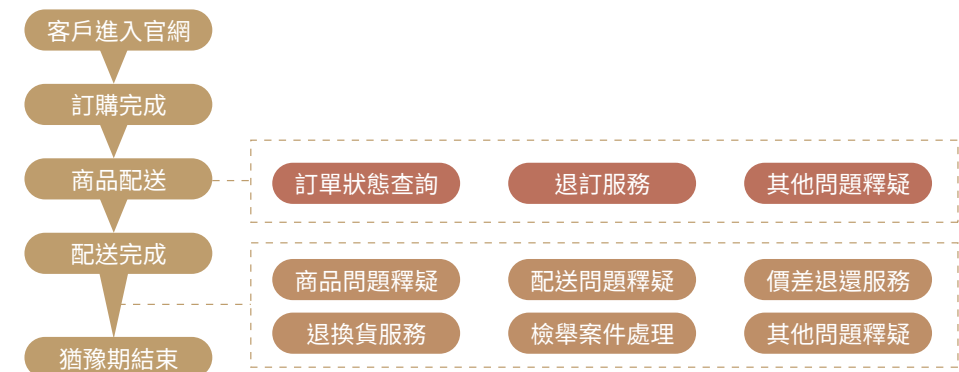 客戶進入官網
訂購完成
商品配送
訂單狀態查詢
退訂服務
其他問題釋疑
配送完成
商品問題釋疑
配送問題釋疑
價差退還服務
退換貨服務
檢舉案件處理
其他問題釋疑
猶豫期結束